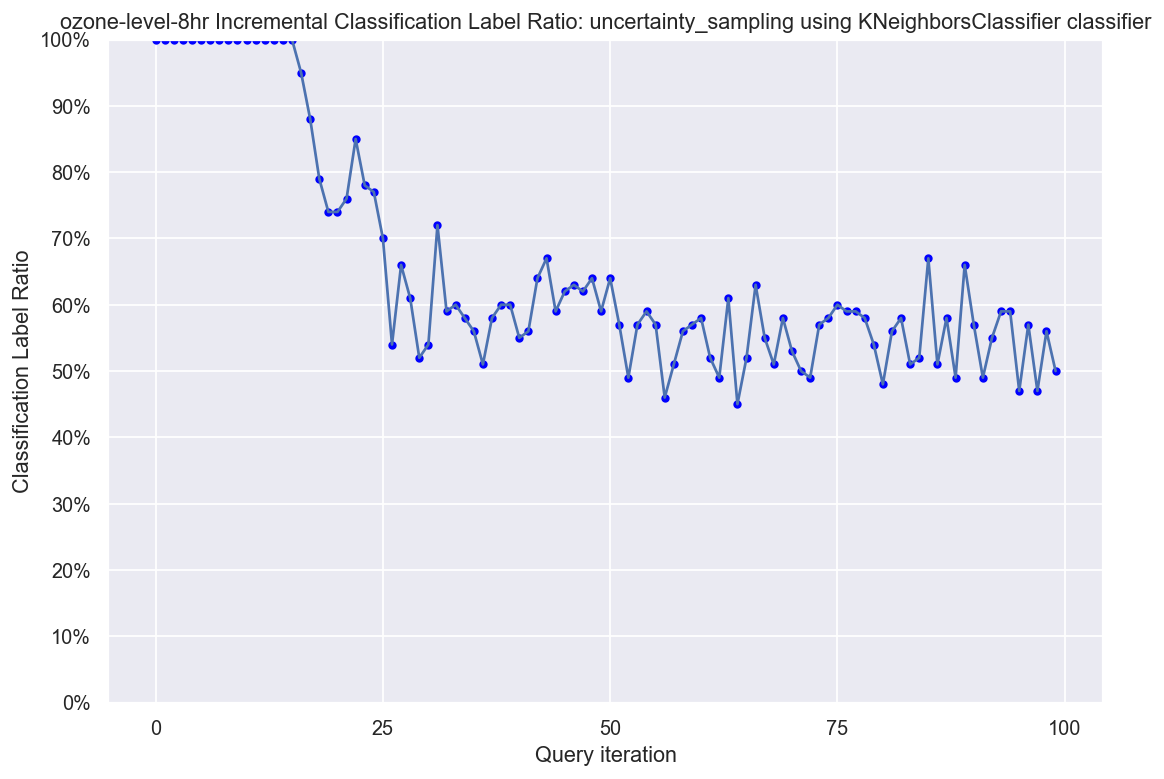 ozone-level-8hr Incremental Classification Label Ratio: uncertainty_sampling using KNeighborsClassifier classifier
100%
90%
80%
70%
60%
50%
40%
30%
20%
10%
0%
Classification Label Ratio
0 25 50 75 100
Query iteration